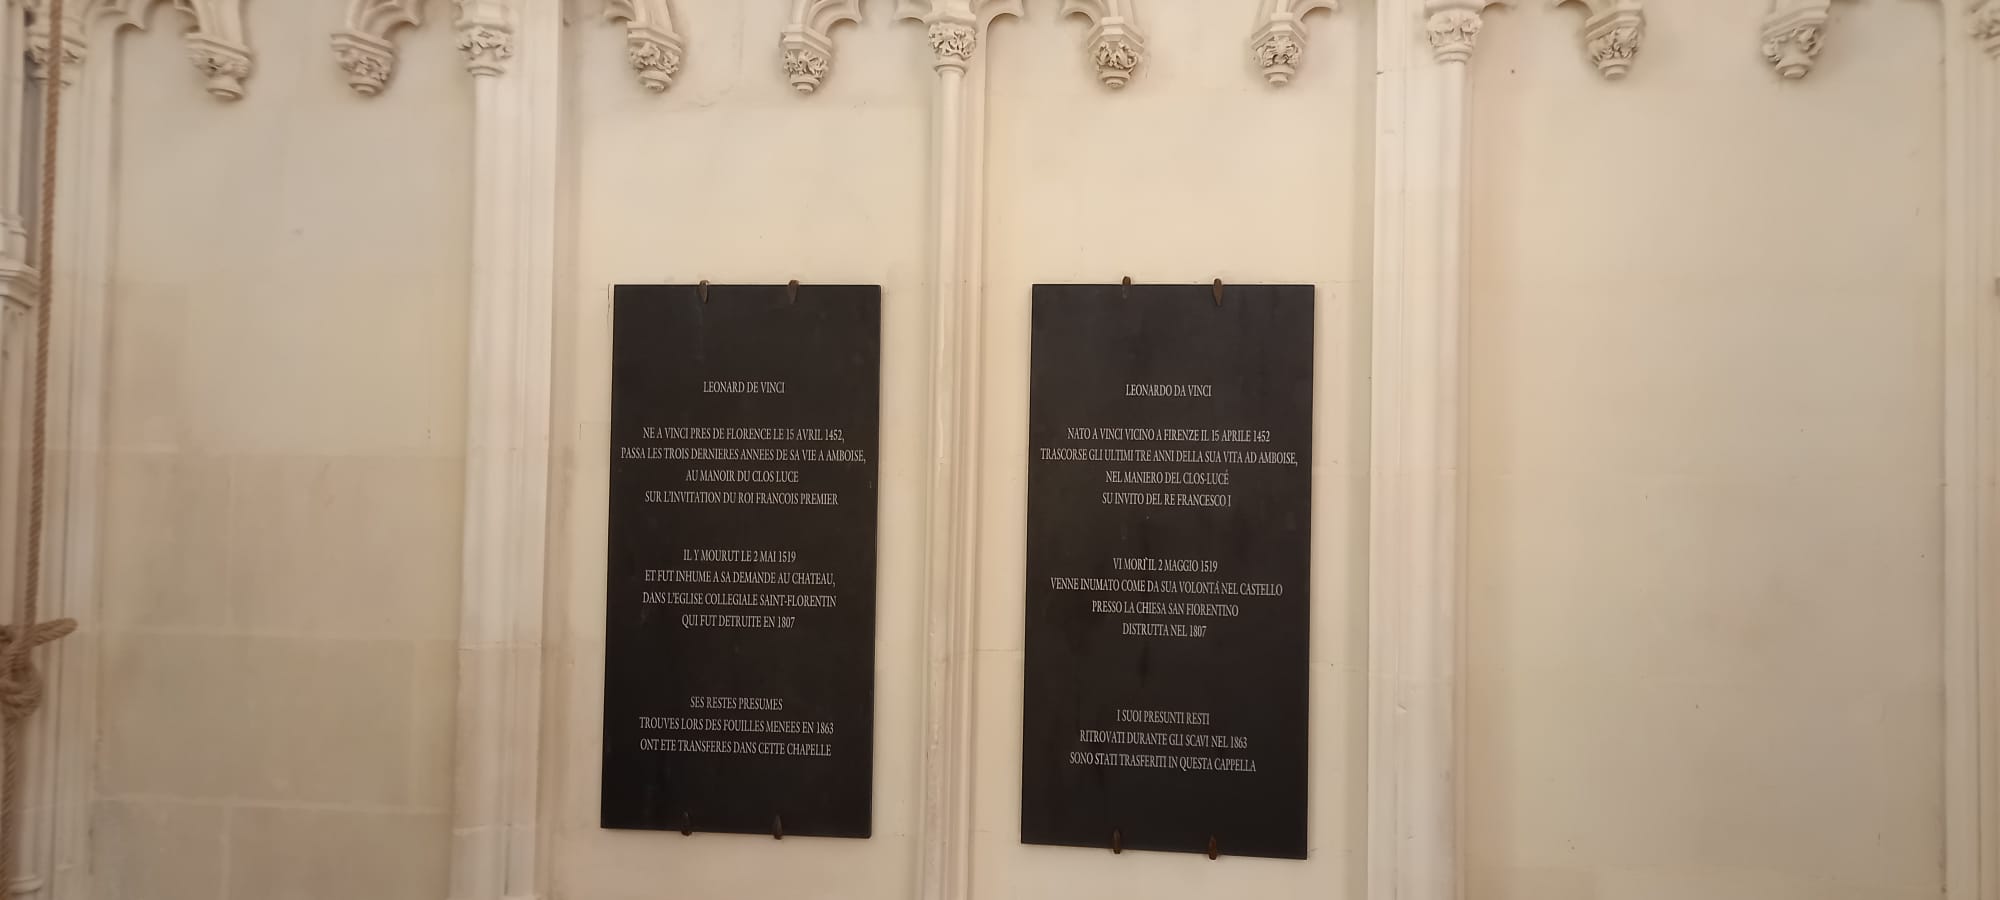 LEONARD DE VINCI
NE A VINCI PRES DE FLORENCE LE 15 AVRIL 1452,
PASSA LES TROIS DERNIERES ANNEES DE SA VIE A AMBOISE,
AU MANOIR DU CLOS LUCE
SUR L'INVITATION DU ROI FRANCOIS PREMIER
IL Y MOURUT LE 2 MAI 1519
ET FUT INHUME A SA DEMANDE AU CHATEAU,
DANS L'EGLISE COLLEGIALE SAINT-FLORENTIN
QUI FUT DETRUITE EN 1807
SES RESTES PRESUMES
TROUVES LORS DES FOUILLES MENEES EN 1863
ONT ETE TRANSFERES DANS CETTE CHAPELLE
LEONARDO DA VINCI
NATO A VINCI VICINO A FIRENZE IL 15 APRILE 1452
TRASCORSE GLI ULTIMI TRE ANNI DELLA SUA VITA AD AMBOISE,
NEL MANIERO DEL CLOS-LUCÉ
SU INVITO DEL RE FRANCESCO I
VI MORÌ IL 2 MAGGIO 1519
VENNE INUMATO COME DA SUA VOLONTÁ NEL CASTELLO
PRESSO LA CHIESA SAN FIORENTINO
DISTRUTTA NEL 1807
I SUOI PRESUNTI RESTI
RITROVATI DURANTE GLI SCAVI NEL 1863
SONO STATI TRASFERITI IN QUESTA CAPPELLA